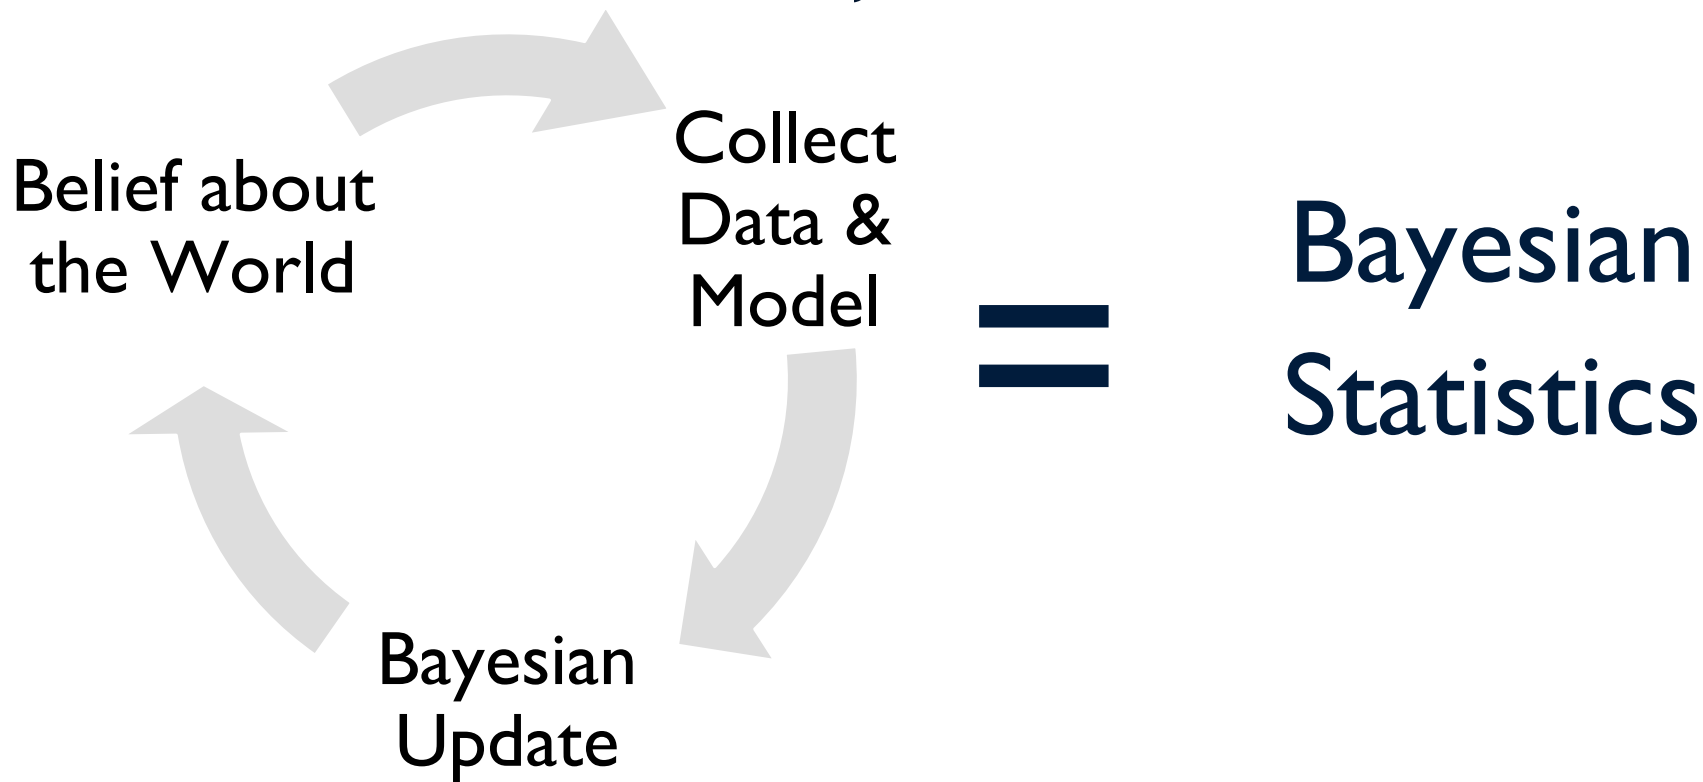 Belief about
the World
Collect
Data &
Model
Bayesian
Update
=
Bayesian
Statistics